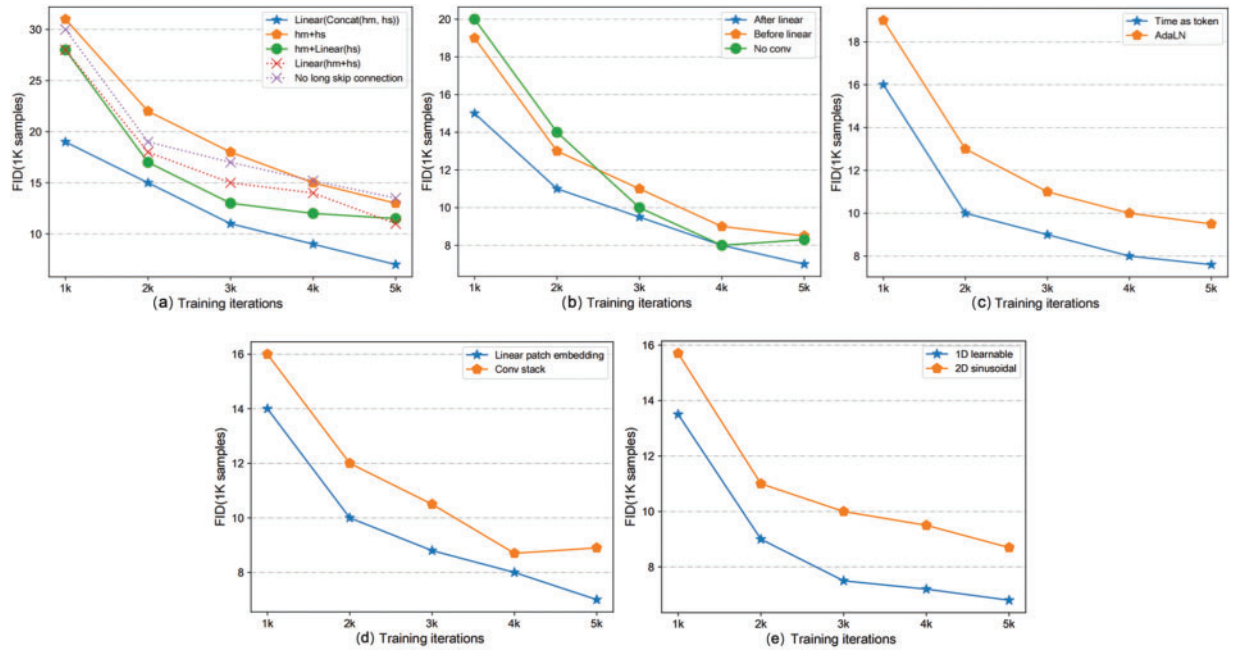 Linear(Concat(hm, hs))
hm+hs
hm+Linear(hs)
Linear(hm+hs)
No long skip connection
FID(1K samples)
30
25
20
15
10
1k 2k 3k 4k 5k
(a) Training iterations
After linear
Before linear
No conv
FID(1K samples)
20
18
16
14
12
10
8
1k 2k 3k 4k 5k
(b) Training iterations
Time as token
AdaLN
FID(1K samples)
18
16
14
12
10
8
1k 2k 3k 4k 5k
(c) Training iterations
Linear patch embedding
Conv stack
FID(1K samples)
16
14
12
10
8
1k 2k 3k 4k 5k
(d) Training iterations
1D learnable
2D sinusoidal
FID(1K samples)
16
14
12
10
8
1k 2k 3k 4k 5k
(e) Training iterations